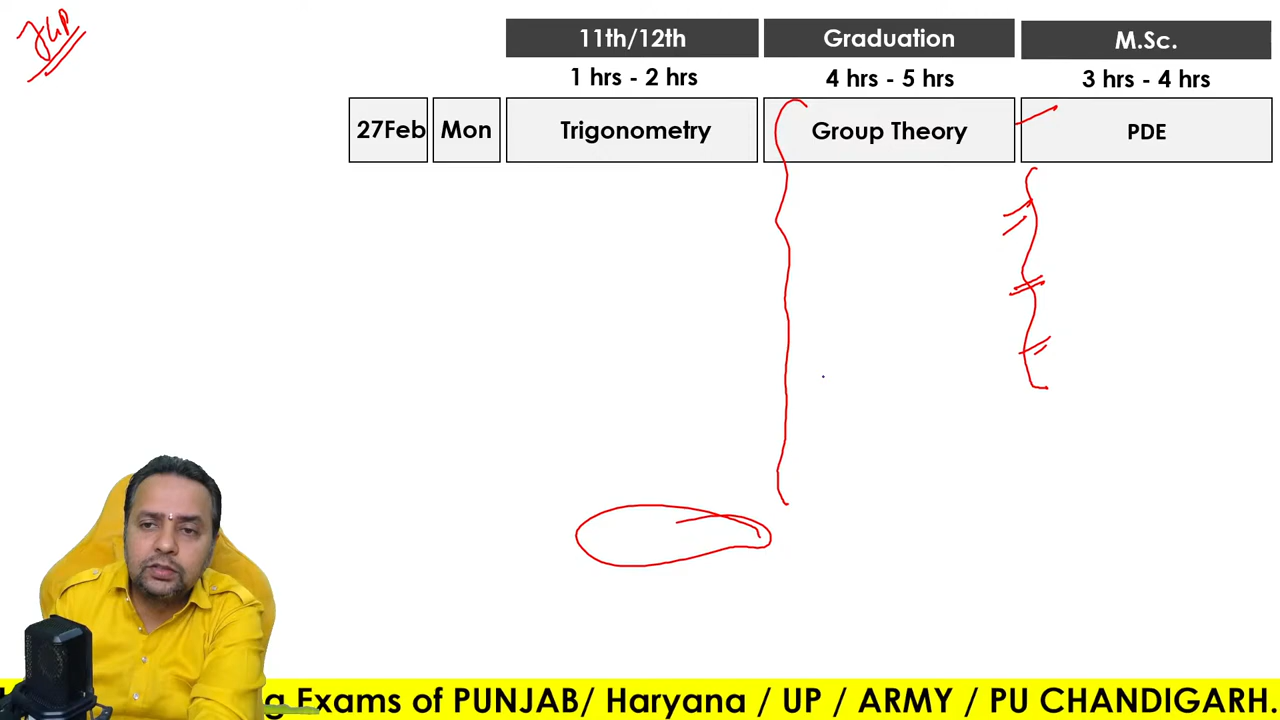 11th/12th Graduation M.Sc.
1 hrs - 2 hrs 4 hrs - 5 hrs 3 hrs - 4 hrs
27Feb Mon Trigonometry Group Theory PDE
g Exams of PUNJAB/ Haryana / UP / ARMY / PU CHANDIGARH.